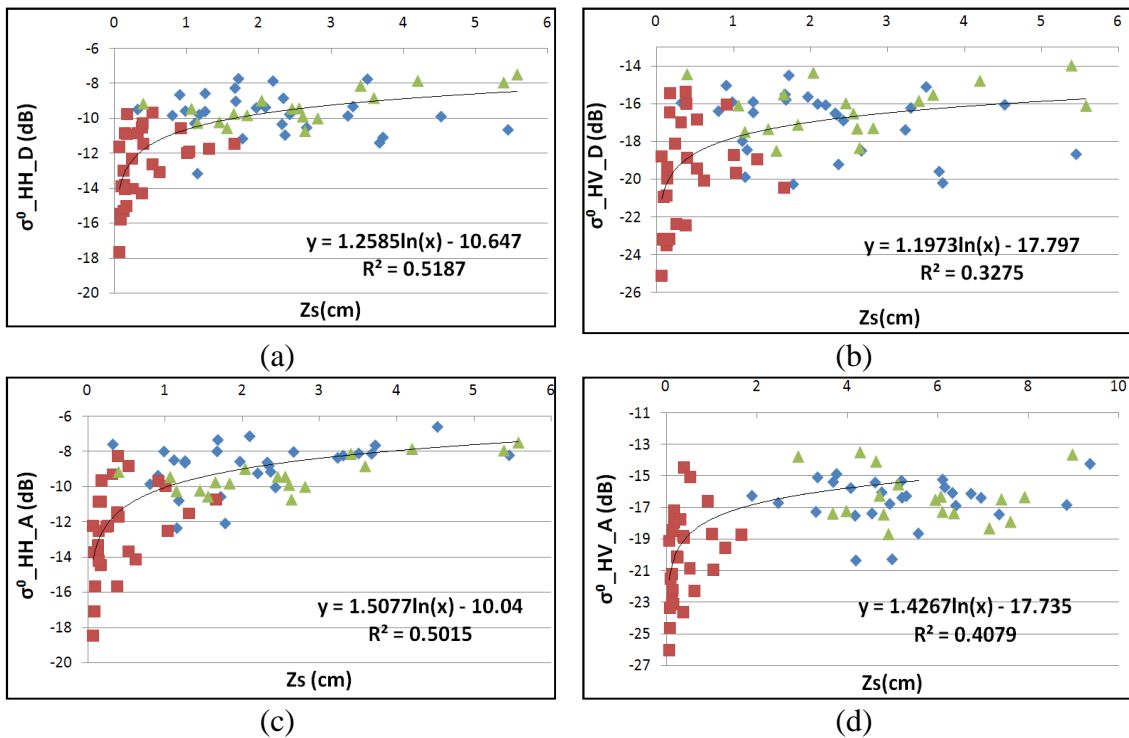 0 1 2 3 4 5 6
-6
-8
-10
-12
-14
-16
-18
-20
σ⁰_HH_D (dB)
y = 1.2585ln(x) - 10.647
R² = 0.5187
Zs(cm)
(a)
0 1 2 3 4 5 6
-14
-16
-18
-20
-22
-24
-26
σ⁰_HV_D (dB)
y = 1.1973ln(x) - 17.797
R² = 0.3275
Zs(cm)
(b)
0 1 2 3 4 5 6
-6
-8
-10
-12
-14
-16
-18
-20
σ⁰_HH_A (dB)
y = 1.5077ln(x) - 10.04
R² = 0.5015
Zs (cm)
(c)
0 2 4 6 8 10
-11
-13
-15
-17
-19
-21
-23
-25
-27
σ⁰_HV_A (dB)
y = 1.4267ln(x) - 17.735
R² = 0.4079
Zs(cm)
(d)